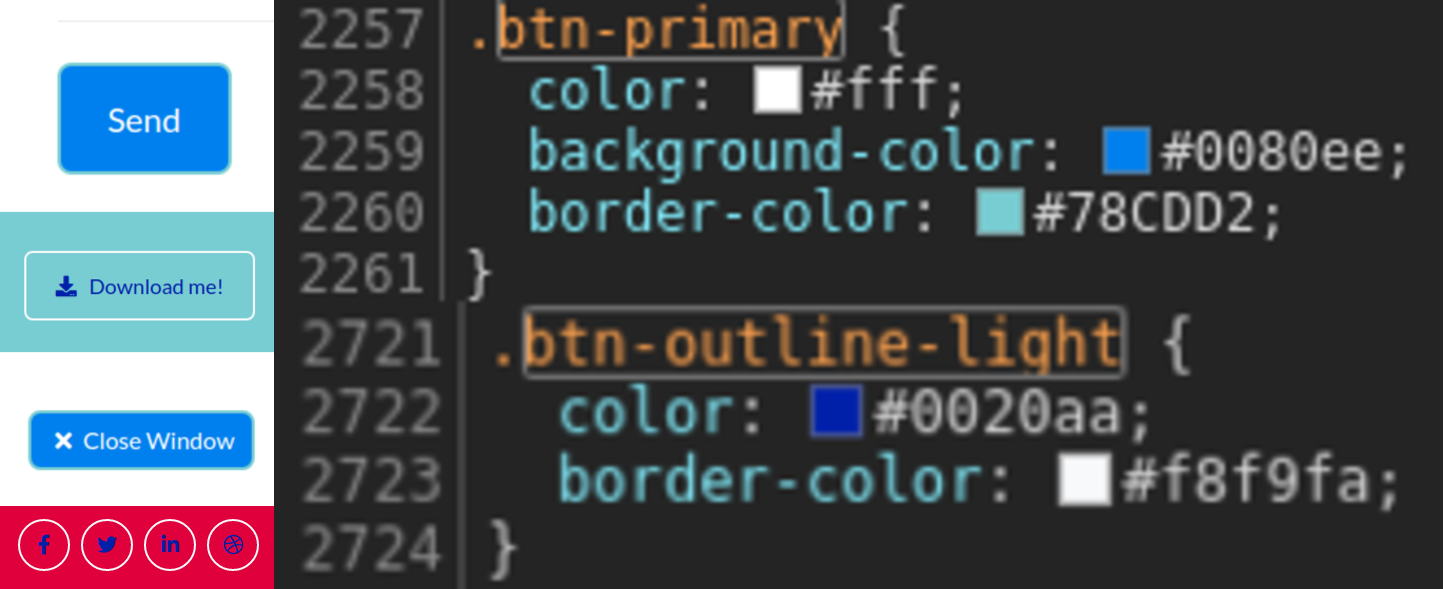 Send
Download me!
Close Window
2257 .btn-primary {
2258 color: #fff;
2259 background-color: #0080ee;
2260 border-color: #78CDD2;
2261 }
2721 .btn-outline-light {
2722 color: #0020aa;
2723 border-color: #f8f9fa;
2724 }